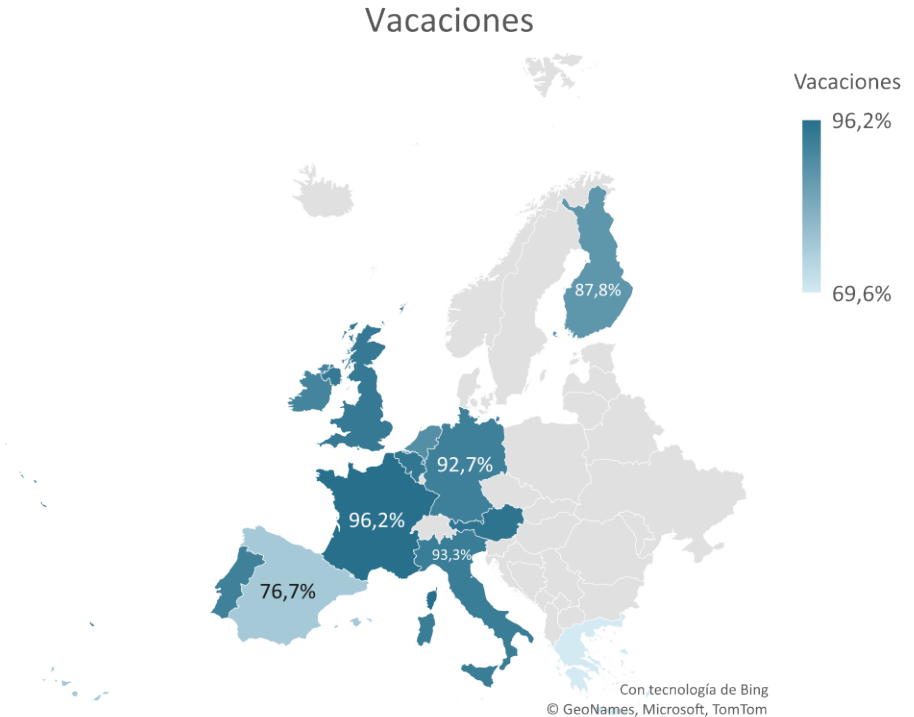 Vacaciones
Vacaciones
96,2%
69,6%
87,8%
92,7%
96,2%
93,3%
76,7%
Con tecnología de Bing
© GeoNames, Microsoft, TomTom